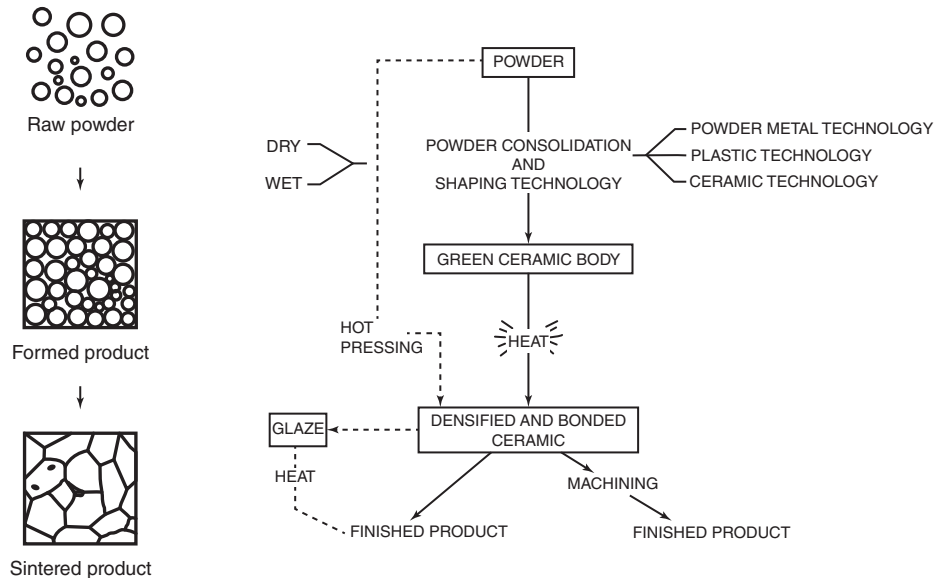 Raw powder
Formed product
Sintered product
POWDER
DRY
WET
POWDER CONSOLIDATION
AND
SHAPING TECHNOLOGY
POWDER METAL TECHNOLOGY
PLASTIC TECHNOLOGY
CERAMIC TECHNOLOGY
GREEN CERAMIC BODY
HOT
PRESSING
HEAT
DENSIFIED AND BONDED
CERAMIC
GLAZE
HEAT
MACHINING
FINISHED PRODUCT
FINISHED PRODUCT